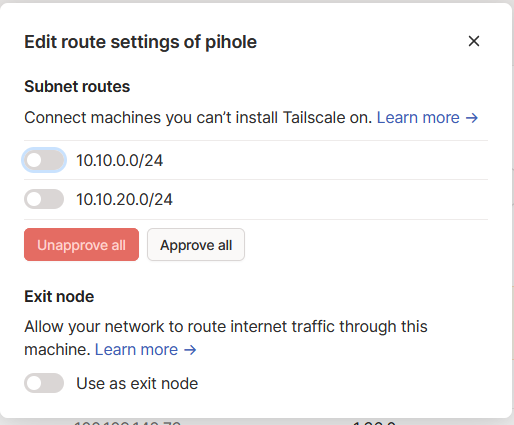 Edit route settings of pihole
Subnet routes
Connect machines you can’t install Tailscale on. Learn more →
10.10.0.0/24
10.10.20.0/24
Unapprove all
Approve all
Exit node
Allow your network to route internet traffic through this
machine. Learn more →
Use as exit node